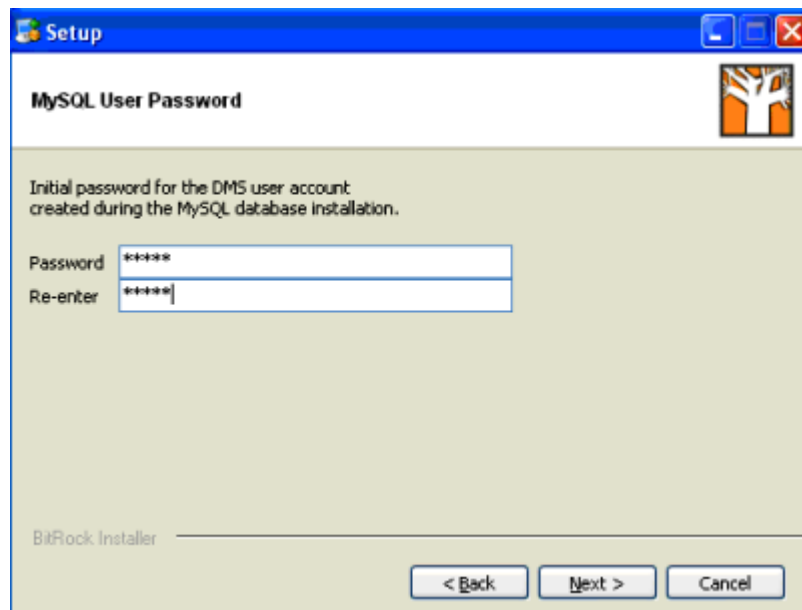 Setup
MySQL User Password
Initial password for the DMS user account
created during the MySQL database installation.
Password *****
Re-enter *****
BitRock Installer
< Back Next > Cancel